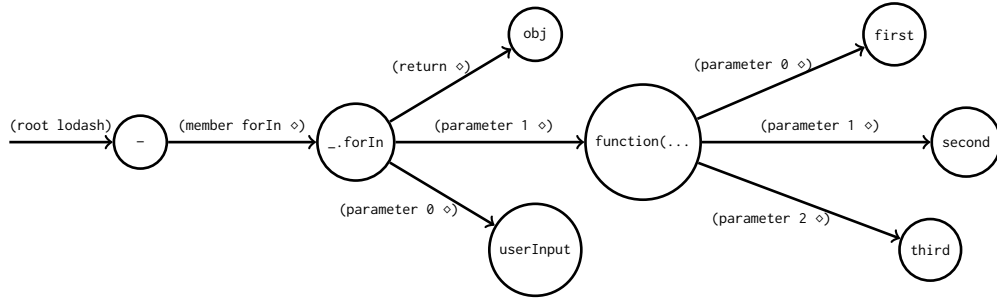 obj
first
(return ◇)
(parameter 0 ◇)
(root lodash)
(member forIn ◇)
(parameter 1 ◇)
(parameter 1 ◇)
_
_.forIn
function(...
second
(parameter 0 ◇)
(parameter 2 ◇)
userInput
third